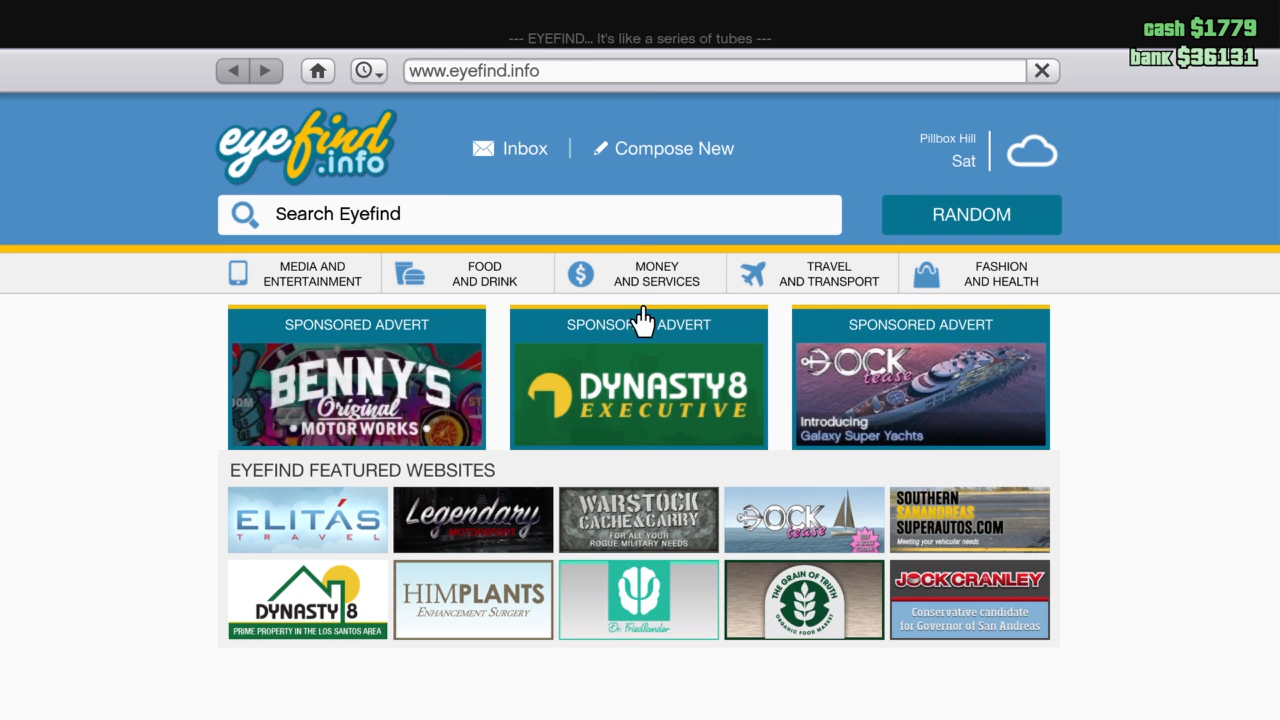 cash $1779
--- EYEFIND... It's like a series of tubes ---
bank $36131
www.eyefind.info
eyefind
.info
Inbox
Compose New
Pillbox Hill
Sat
Search Eyefind
RANDOM
MEDIA AND
ENTERTAINMENT
FOOD
AND DRINK
MONEY
AND SERVICES
TRAVEL
AND TRANSPORT
FASHION
AND HEALTH
SPONSORED ADVERT
BENNY'S
Original
MOTOR WORKS
SPONSORED ADVERT
DYNASTY 8
EXECUTIVE
SPONSORED ADVERT
DOCK
tease
Introducing
Galaxy Super Yachts
EYEFIND FEATURED WEBSITES
ELITÁS
TRAVEL
Legendary
MOTORSPORT
WARSTOCK
CACHE & CARRY
FOR ALL YOUR
ROGUE MILITARY NEEDS
DOCK
tease
SOUTHERN
SANANDREAS
SUPERAUTOS.COM
Meeting your vehicular needs
DYNASTY 8
PRIME PROPERTY IN THE LOS SANTOS AREA
HIMPLANTS
ENHANCEMENT SURGERY
Dr. Friedlander
THE GRAIN OF TRUTH
ORGANIC FOOD MARKET
JOCK CRANLEY
Conservative candidate
for Governor of San Andreas